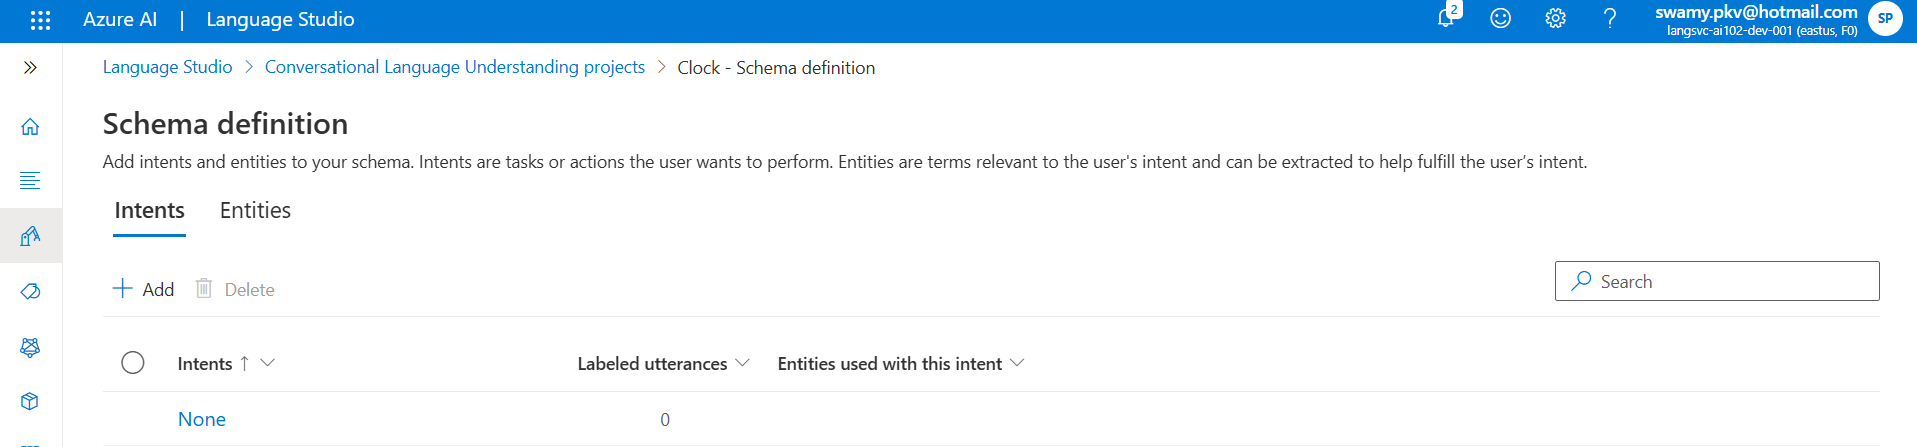 Azure AI | Language Studio
2
swamy.pkv@hotmail.com
langsvc-ai102-dev-001 (eastus, F0)
SP
Language Studio > Conversational Language Understanding projects > Clock - Schema definition
Schema definition
Add intents and entities to your schema. Intents are tasks or actions the user wants to perform. Entities are terms relevant to the user's intent and can be extracted to help fulfill the user’s intent.
Intents Entities
Add Delete
Search
Intents Labeled utterances Entities used with this intent
None 0